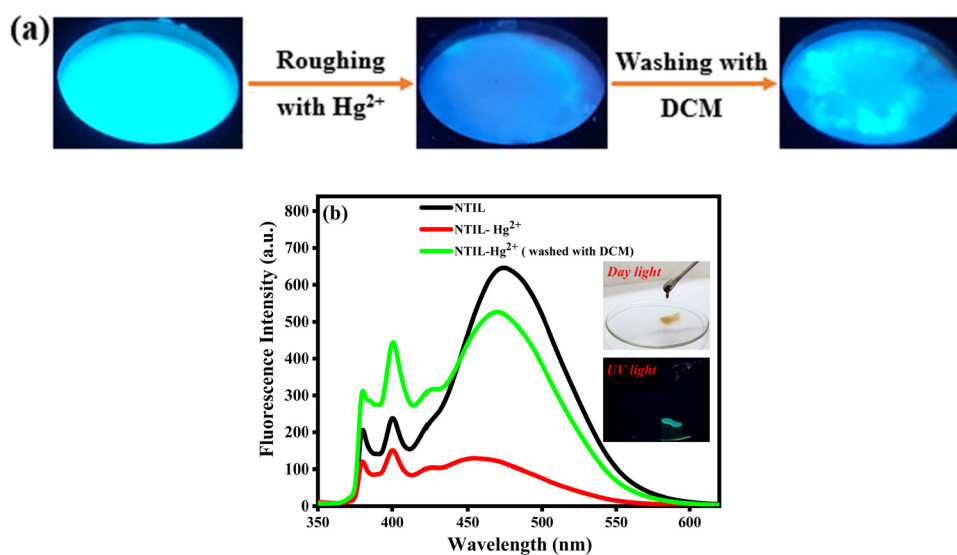 (a)
Roughing
with Hg²⁺
Washing with
DCM
(b)
NTIL
NTIL- Hg²⁺
NTIL-Hg²⁺ ( washed with DCM)
Day light
UV light
Fluorescence Intensity (a.u.)
800
700
600
500
400
300
200
100
0
350 400 450 500 550 600
Wavelength (nm)